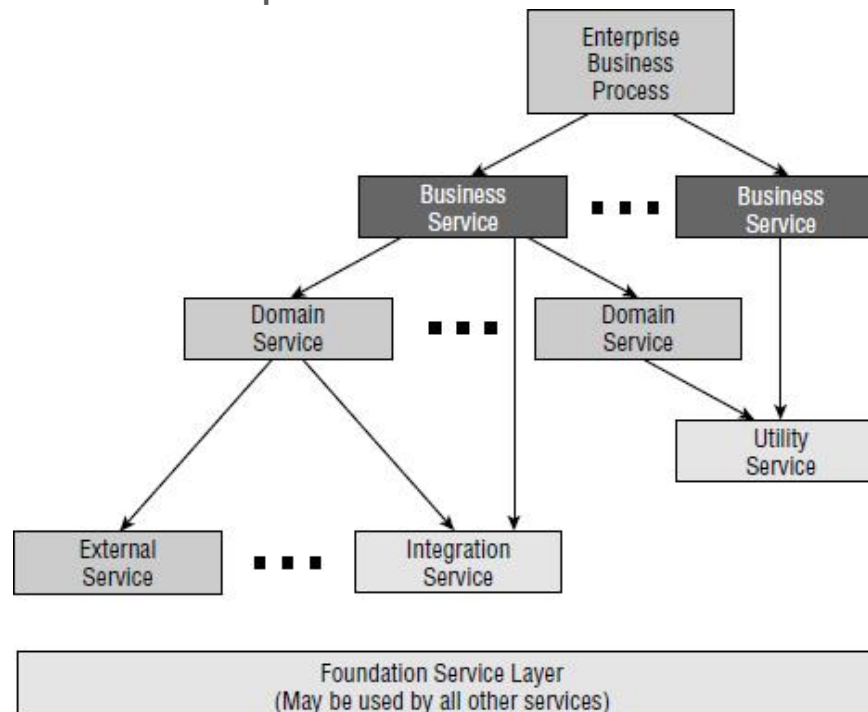 Enterprise
Business
Process
Business
Service
Business
Service
Domain
Service
Domain
Service
Utility
Service
External
Service
Integration
Service
Foundation Service Layer
(May be used by all other services)